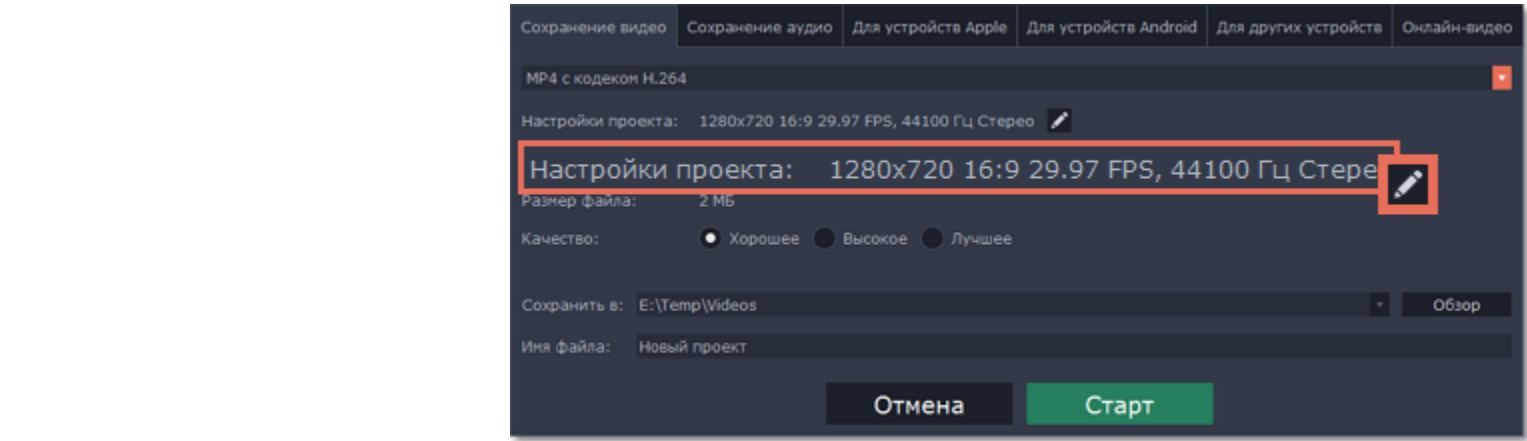 Сохранение видео Сохранение аудио Для устройств Apple Для устройств Android Для других устройств Онлайн-видео
MP4 с кодеком H.264
Настройки проекта: 1280x720 16:9 29.97 FPS, 44100 Гц Стерео
Настройки проекта: 1280x720 16:9 29.97 FPS, 44100 Гц Стере
Размер файла: 2 МБ
Качество: Хорошее Высокое Лучшее
Сохранить в: E:\Temp\Videos Обзор
Имя файла: Новый проект
Отмена Старт